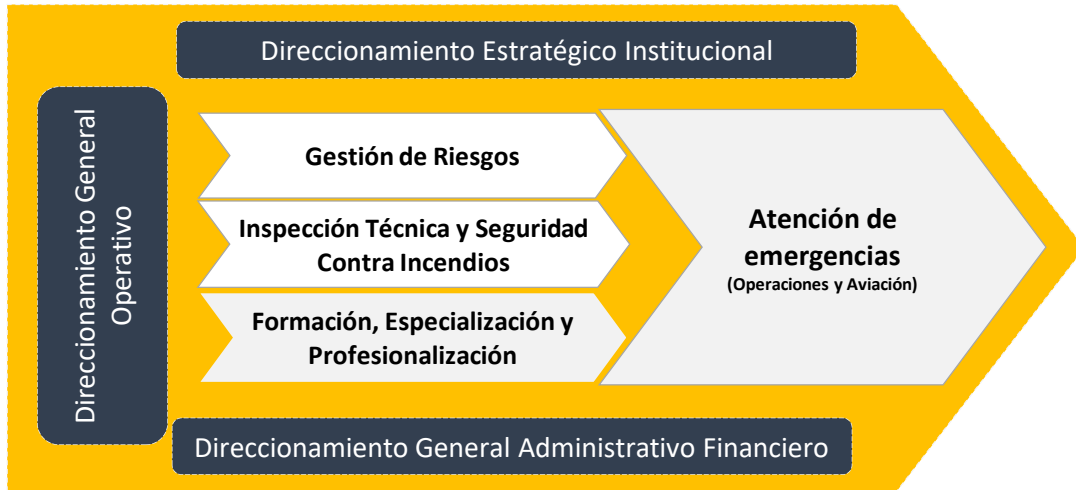 Direccionamiento Estratégico Institucional
Direccionamiento General
Operativo
Gestión de Riesgos
Inspección Técnica y Seguridad
Contra Incendios
Formación, Especialización y
Profesionalización
Atención de
emergencias
(Operaciones y Aviación)
Direccionamiento General Administrativo Financiero